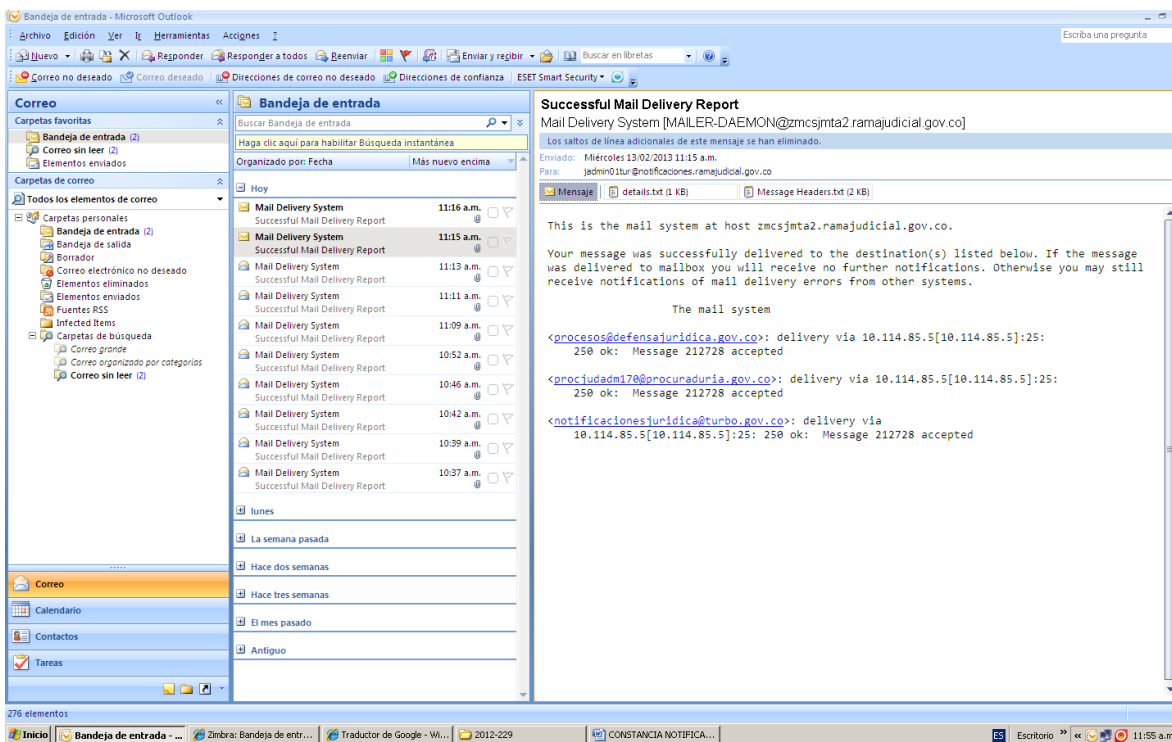 Bandeja de entrada - Microsoft Outlook
Archivo Edición Ver Ir Herramientas Acciones ?
Escriba una pregunta
Nuevo Responder Responder a todos Reenviar Enviar y recibir Buscar en libretas
Correo no deseado Correo deseado Direcciones de correo no deseado Direcciones de confianza ESET Smart Security
Correo «
Carpetas favoritas
Bandeja de entrada (2)
Correo sin leer (2)
Elementos enviados
Carpetas de correo
Todos los elementos de correo
Carpetas personales
Bandeja de entrada (2)
Bandeja de salida
Borrador
Correo electrónico no deseado
Elementos eliminados
Elementos enviados
Fuentes RSS
Infected Items
Carpetas de búsqueda
Correo grande
Correo organizado por categorías
Correo sin leer (2)
Correo
Calendario
Contactos
Tareas
Bandeja de entrada
Buscar Bandeja de entrada
Haga clic aquí para habilitar Búsqueda instantánea
Organizado por: Fecha Más nuevo encima
Hoy
Mail Delivery System 11:16 a.m.
Successful Mail Delivery Report
Mail Delivery System 11:15 a.m.
Successful Mail Delivery Report
Mail Delivery System 11:13 a.m.
Successful Mail Delivery Report
Mail Delivery System 11:11 a.m.
Successful Mail Delivery Report
Mail Delivery System 11:09 a.m.
Successful Mail Delivery Report
Mail Delivery System 10:52 a.m.
Successful Mail Delivery Report
Mail Delivery System 10:46 a.m.
Successful Mail Delivery Report
Mail Delivery System 10:42 a.m.
Successful Mail Delivery Report
Mail Delivery System 10:39 a.m.
Successful Mail Delivery Report
Mail Delivery System 10:37 a.m.
Successful Mail Delivery Report
lunes
La semana pasada
Hace dos semanas
Hace tres semanas
El mes pasado
Antiguo
Successful Mail Delivery Report
Mail Delivery System [MAILER-DAEMON@zmcsjmta2.ramajudicial.gov.co]
Los saltos de línea adicionales de este mensaje se han eliminado.
Enviado: Miércoles 13/02/2013 11:15 a.m.
Para: jadmin01tur@notificaciones.ramajudicial.gov.co
Mensaje details.txt (1 KB) Message Headers.txt (2 KB)
This is the mail system at host zmcsjmta2.ramajudicial.gov.co.
Your message was successfully delivered to the destination(s) listed below. If the message
was delivered to mailbox you will receive no further notifications. Otherwise you may still
receive notifications of mail delivery errors from other systems.
The mail system
<procesos@defensajuridica.gov.co>: delivery via 10.114.85.5[10.114.85.5]:25:
250 ok: Message 212728 accepted
<procjudadm170@procuraduria.gov.co>: delivery via 10.114.85.5[10.114.85.5]:25:
250 ok: Message 212728 accepted
<notificacionesjuridica@turbo.gov.co>: delivery via
10.114.85.5[10.114.85.5]:25: 250 ok: Message 212728 accepted
276 elementos
Inicio Bandeja de entrada - ... Zimbra: Bandeja de entr... Traductor de Google - Wi... 2012-229 CONSTANCIA NOTIFICA... ES Escritorio » « 11:55 a.m